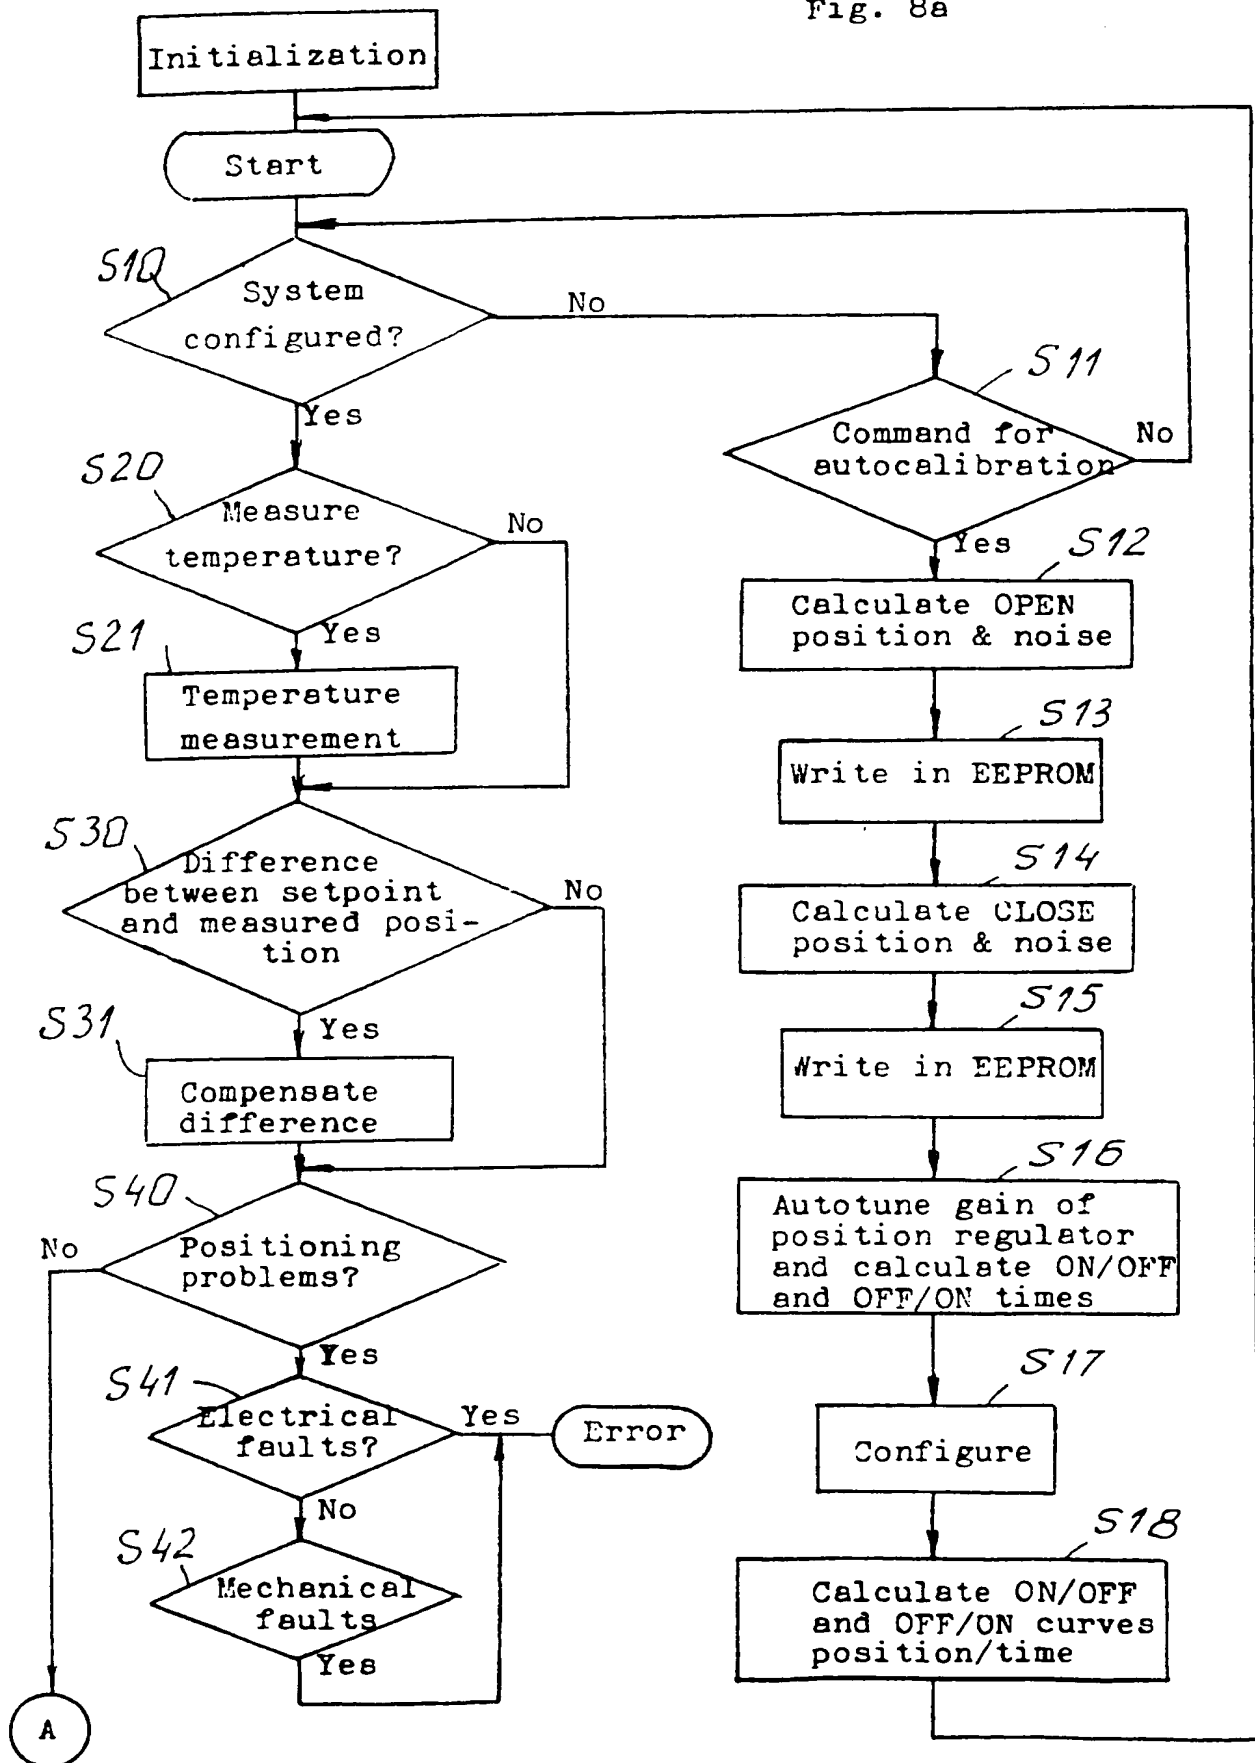 Fig. 8a
Initialization
Start
S10
System
configured?
No
Yes
S11
Command for
autocalibration
No
Yes
S20
Measure
temperature?
No
Yes
S21
Temperature
measurement
S30
Difference
between setpoint
and measured posi-
tion
No
Yes
S31
Compensate
difference
S40
Positioning
problems?
No
Yes
S41
Electrical
faults?
Yes
Error
No
S42
Mechanical
faults
Yes
A
S12
Calculate OPEN
position & noise
S13
Write in EEPROM
S14
Calculate CLOSE
position & noise
S15
Write in EEPROM
S16
Autotune gain of
position regulator
and calculate ON/OFF
and OFF/ON times
S17
Configure
S18
Calculate ON/OFF
and OFF/ON curves
position/time